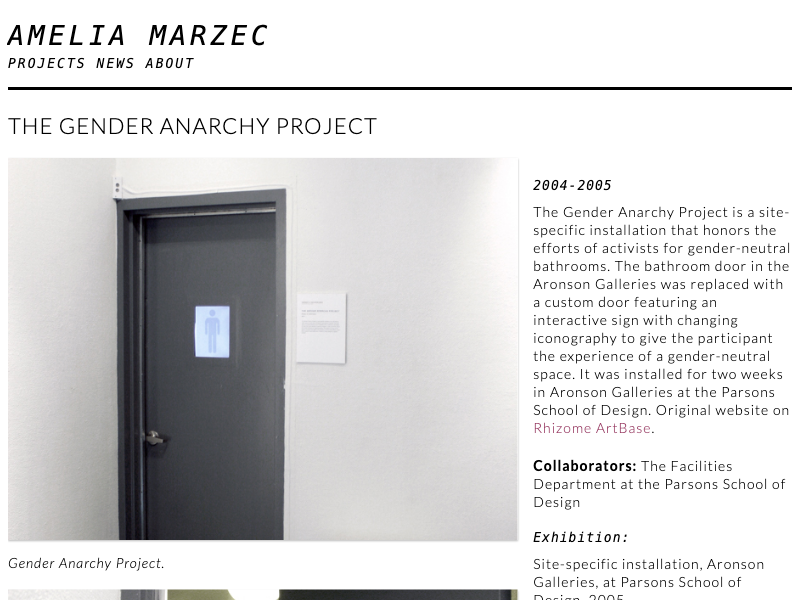 AMELIA MARZEC
PROJECTS NEWS ABOUT
THE GENDER ANARCHY PROJECT
2004-2005
The Gender Anarchy Project is a site-
specific installation that honors the
efforts of activists for gender-neutral
bathrooms. The bathroom door in the
Aronson Galleries was replaced with
a custom door featuring an
interactive sign with changing
iconography to give the participant
the experience of a gender-neutral
space. It was installed for two weeks
in Aronson Galleries at the Parsons
School of Design. Original website on
Rhizome ArtBase.
Collaborators: The Facilities
Department at the Parsons School of
Design
Exhibition:
Site-specific installation, Aronson
Galleries, at Parsons School of
Design, 2005
Gender Anarchy Project.